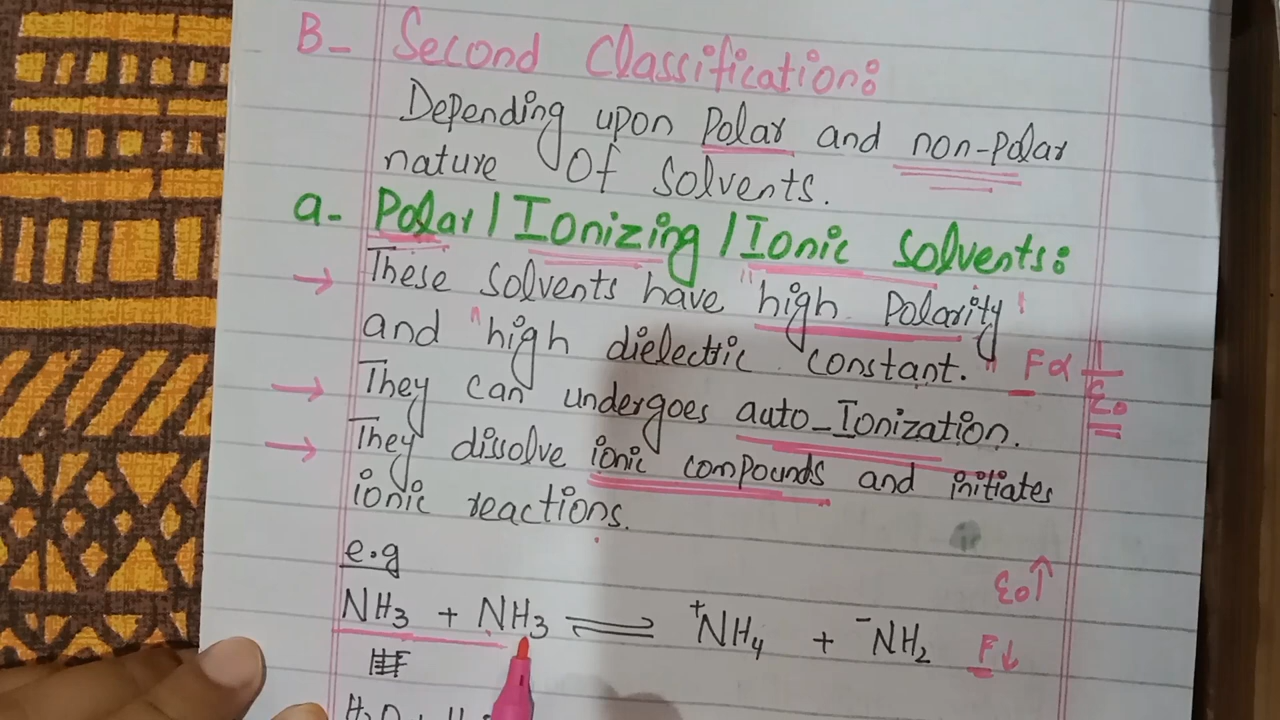 B- Second Classification:
Depending upon Polar and non-polar
nature Of Solvents.
a- Polar / Ionizing / Ionic solvents:
→ These solvents have "high Polarity"
and "high dielectric constant." F∝ 1/ε₀
→ They can undergoes auto-Ionization.
→ They dissolve ionic compounds and initiates
ionic reactions.
e.g
ε₀↑
NH₃ + NH₃ ⇌ ⁺NH₄ + ⁻NH₂ F↓
H₂O +